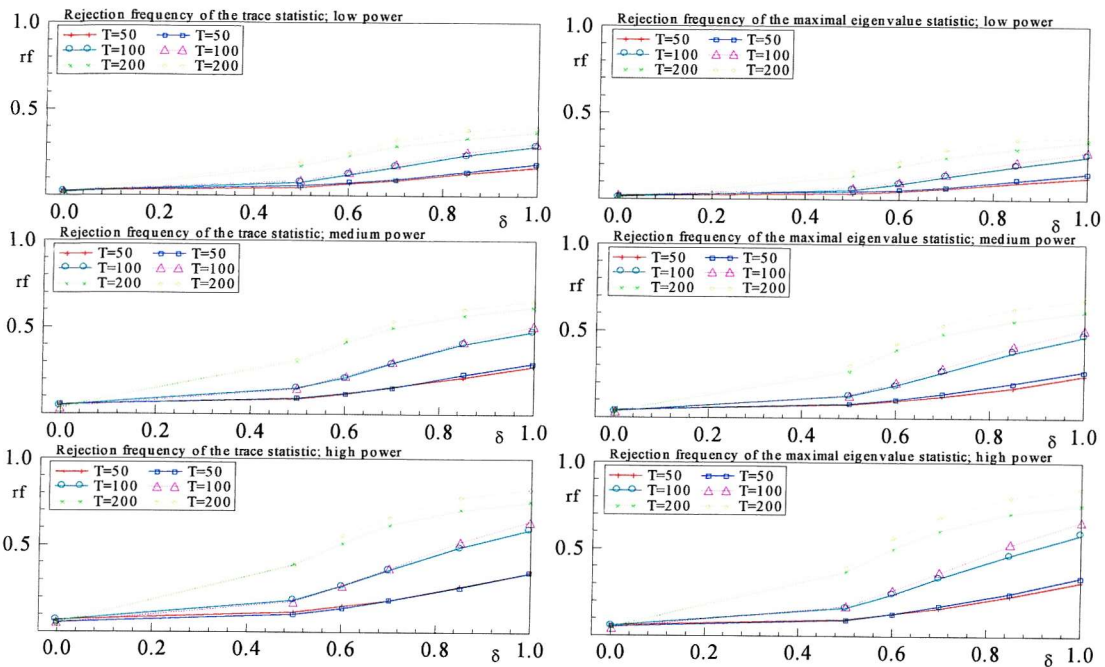 Rejection frequency of the trace statistic; low power
1.0
rf
0.5
T=50 T=50
T=100 T=100
T=200 T=200
0.0 0.2 0.4 0.6 0.8 δ 1.0
Rejection frequency of the maximal eigenvalue statistic; low power
1.0
rf
0.5
T=50 T=50
T=100 T=100
T=200 T=200
0.0 0.2 0.4 0.6 0.8 δ 1.0
Rejection frequency of the trace statistic; medium power
1.0
rf
0.5
T=50 T=50
T=100 T=100
T=200 T=200
0.0 0.2 0.4 0.6 0.8 δ 1.0
Rejection frequency of the maximal eigenvalue statistic; medium power
1.0
rf
0.5
T=50 T=50
T=100 T=100
T=200 T=200
0.0 0.2 0.4 0.6 0.8 δ 1.0
Rejection frequency of the trace statistic; high power
1.0
rf
0.5
T=50 T=50
T=100 T=100
T=200 T=200
0.0 0.2 0.4 0.6 0.8 δ 1.0
Rejection frequency of the maximal eigenvalue statistic; high power
1.0
rf
0.5
T=50 T=50
T=100 T=100
T=200 T=200
0.0 0.2 0.4 0.6 0.8 δ 1.0